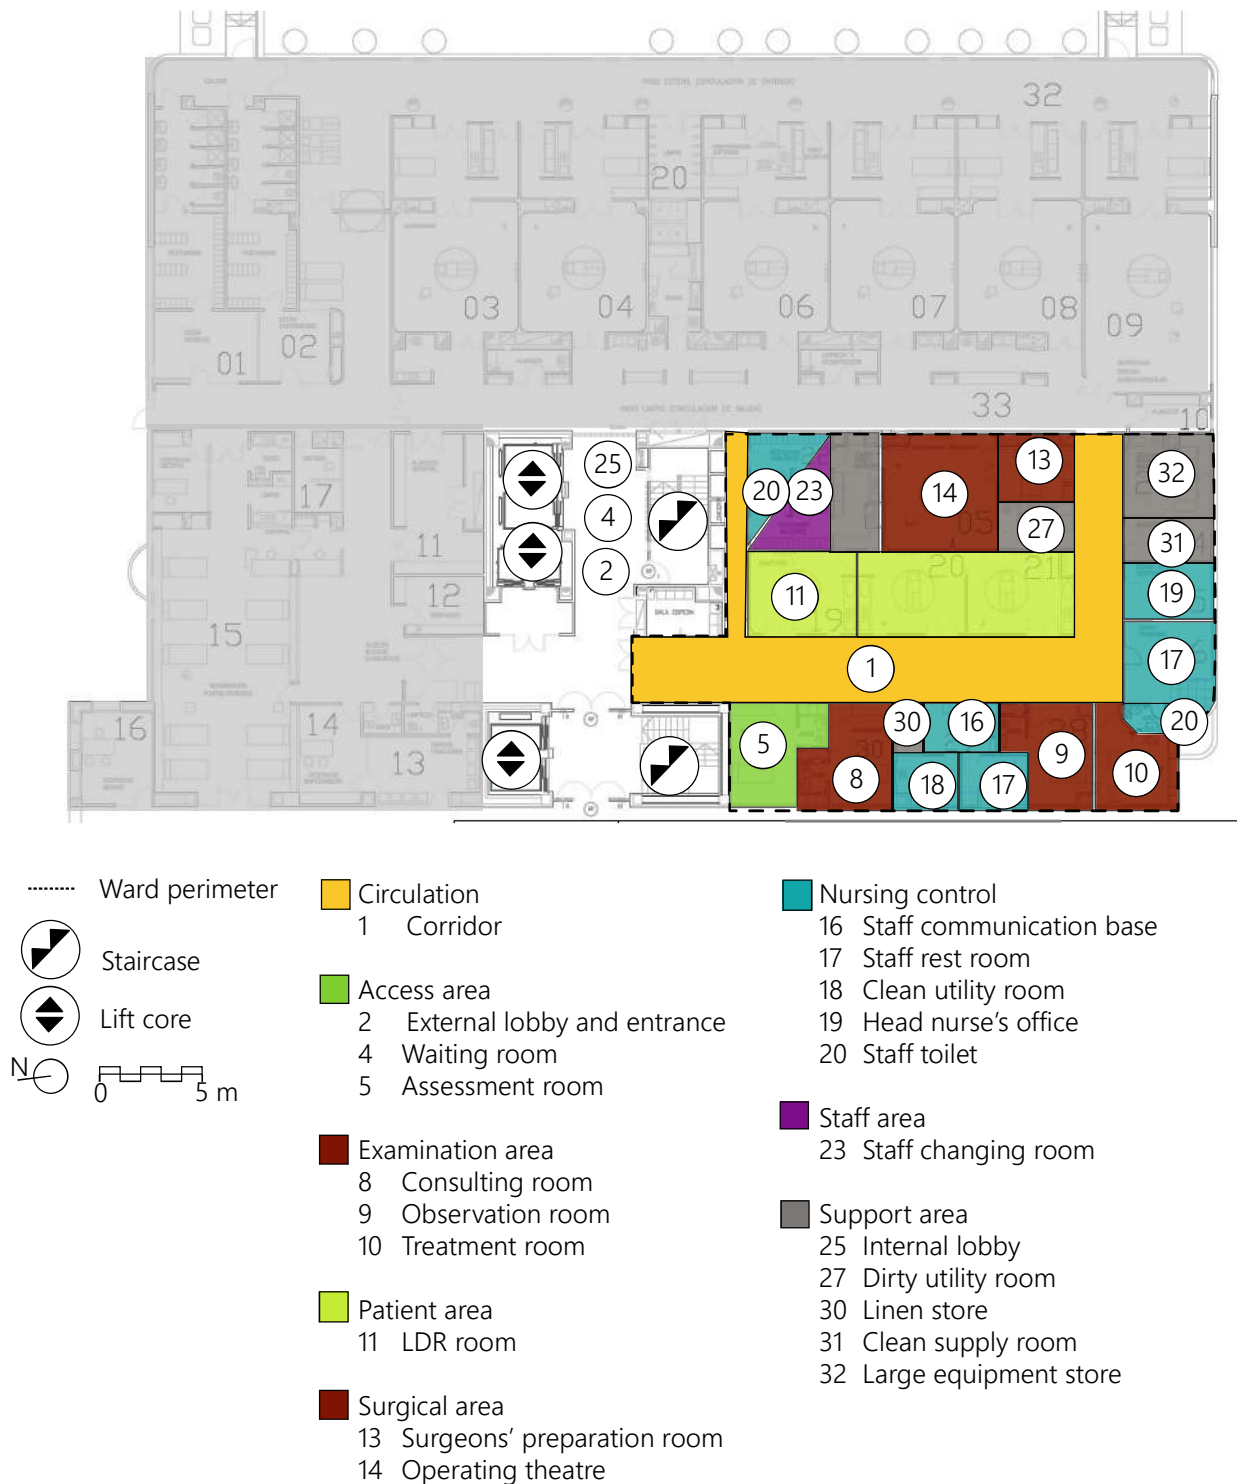 32
20
03
04
06
07
08
09
01
02
33
10
17
11
12
15
16
14
13
05
20
21
19
30
25
4
2
20
23
14
13
27
32
31
19
17
20
11
1
5
8
30
16
18
17
9
10
Ward perimeter
Staircase
Lift core
N
0 5 m
Circulation
1 Corridor
Access area
2 External lobby and entrance
4 Waiting room
5 Assessment room
Examination area
8 Consulting room
9 Observation room
10 Treatment room
Patient area
11 LDR room
Surgical area
13 Surgeons’ preparation room
14 Operating theatre
Nursing control
16 Staff communication base
17 Staff rest room
18 Clean utility room
19 Head nurse’s office
20 Staff toilet
Staff area
23 Staff changing room
Support area
25 Internal lobby
27 Dirty utility room
30 Linen store
31 Clean supply room
32 Large equipment store